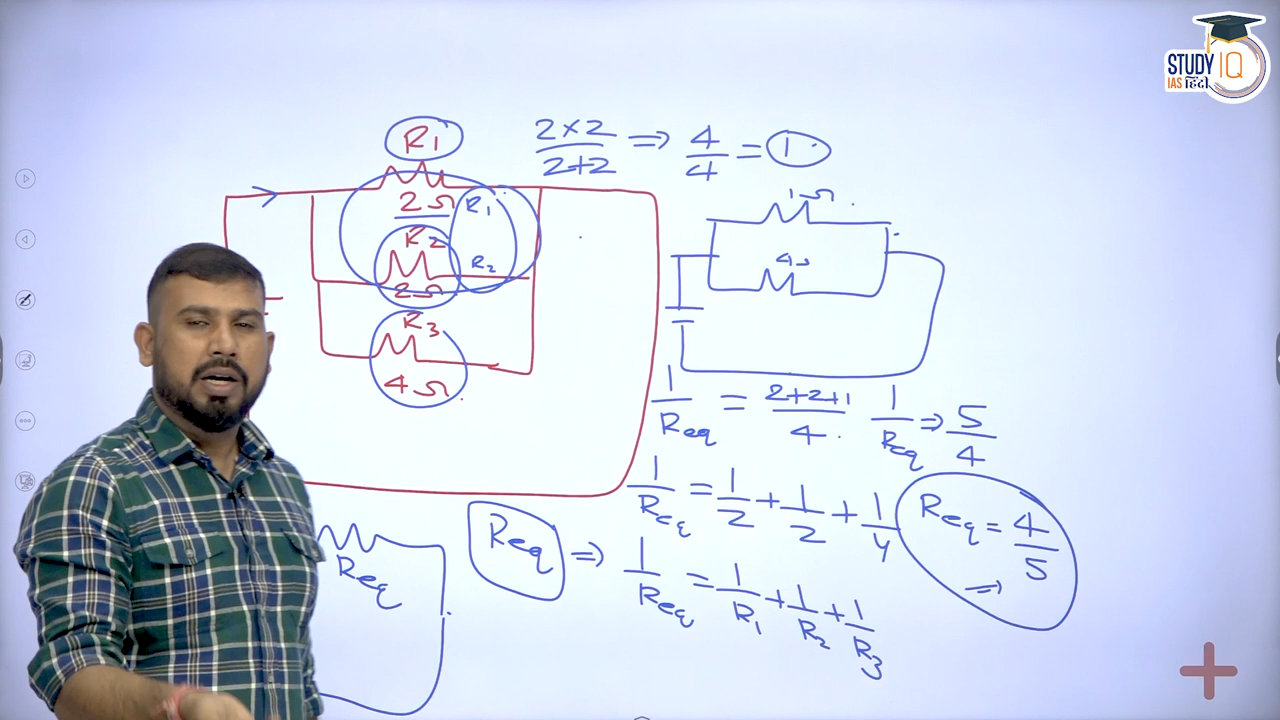 STUDY IQ
IAS हिंदी
R1
2Ω
R1
R2
R2
2Ω
R3
4Ω
2×2/2+2 ⇒ 4/4 = 1
1Ω
4Ω
1/Req = 2+2+1/4
1/Req ⇒ 5/4
1/Req = 1/2 + 1/2 + 1/4
Req = 4/5
⇒
Req
Req ⇒ 1/Req = 1/R1 + 1/R2 + 1/R3